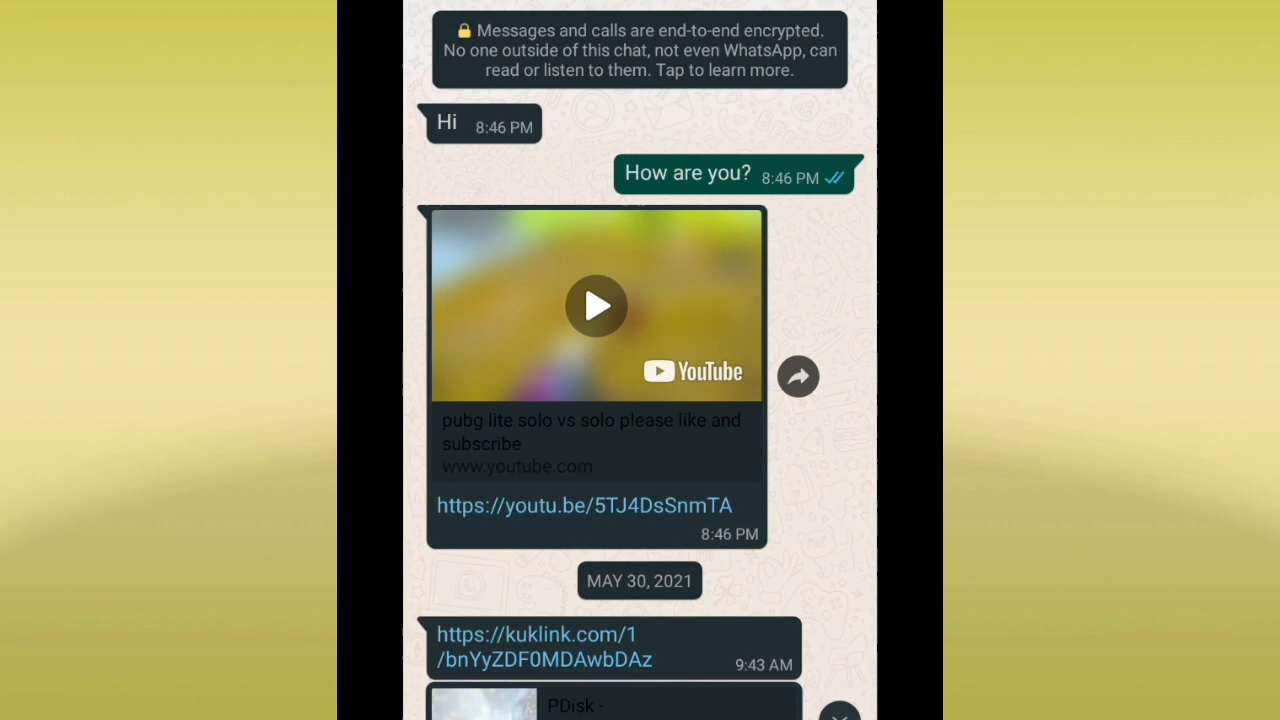 Messages and calls are end-to-end encrypted.
No one outside of this chat, not even WhatsApp, can
read or listen to them. Tap to learn more.
Hi 8:46 PM
How are you? 8:46 PM
YouTube
pubg lite solo vs solo please like and
subscribe
www.youtube.com
https://youtu.be/5TJ4DsSnmTA
8:46 PM
MAY 30, 2021
https://kuklink.com/1
/bnYyZDF0MDAwbDAz 9:43 AM
PDisk -